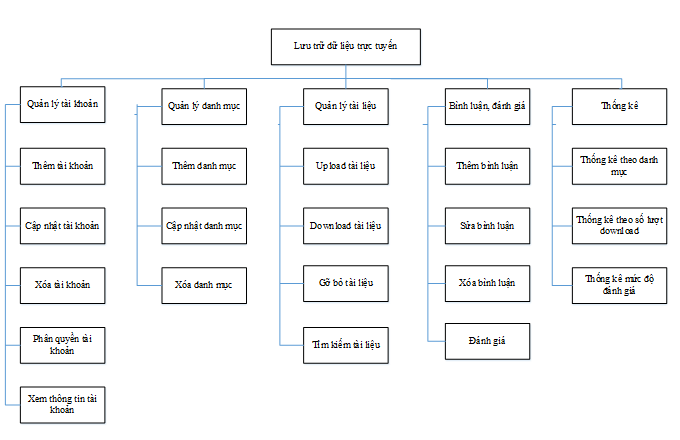 Lưu trữ dữ liệu trực tuyến
Quản lý tài khoản
Thêm tài khoản
Cập nhật tài khoản
Xóa tài khoản
Phân quyền tài
khoản
Xem thông tin tài
khoản
Quản lý danh mục
Thêm danh mục
Cập nhật danh mục
Xóa danh mục
Quản lý tài liệu
Upload tài liệu
Download tài liệu
Gỡ bỏ tài liệu
Tìm kiếm tài liệu
Bình luận, đánh giá
Thêm bình luận
Sửa bình luận
Xóa bình luận
Đánh giá
Thống kê
Thống kê theo danh
mục
Thống kê theo số lượt
download
Thống kê mức độ
đánh giá